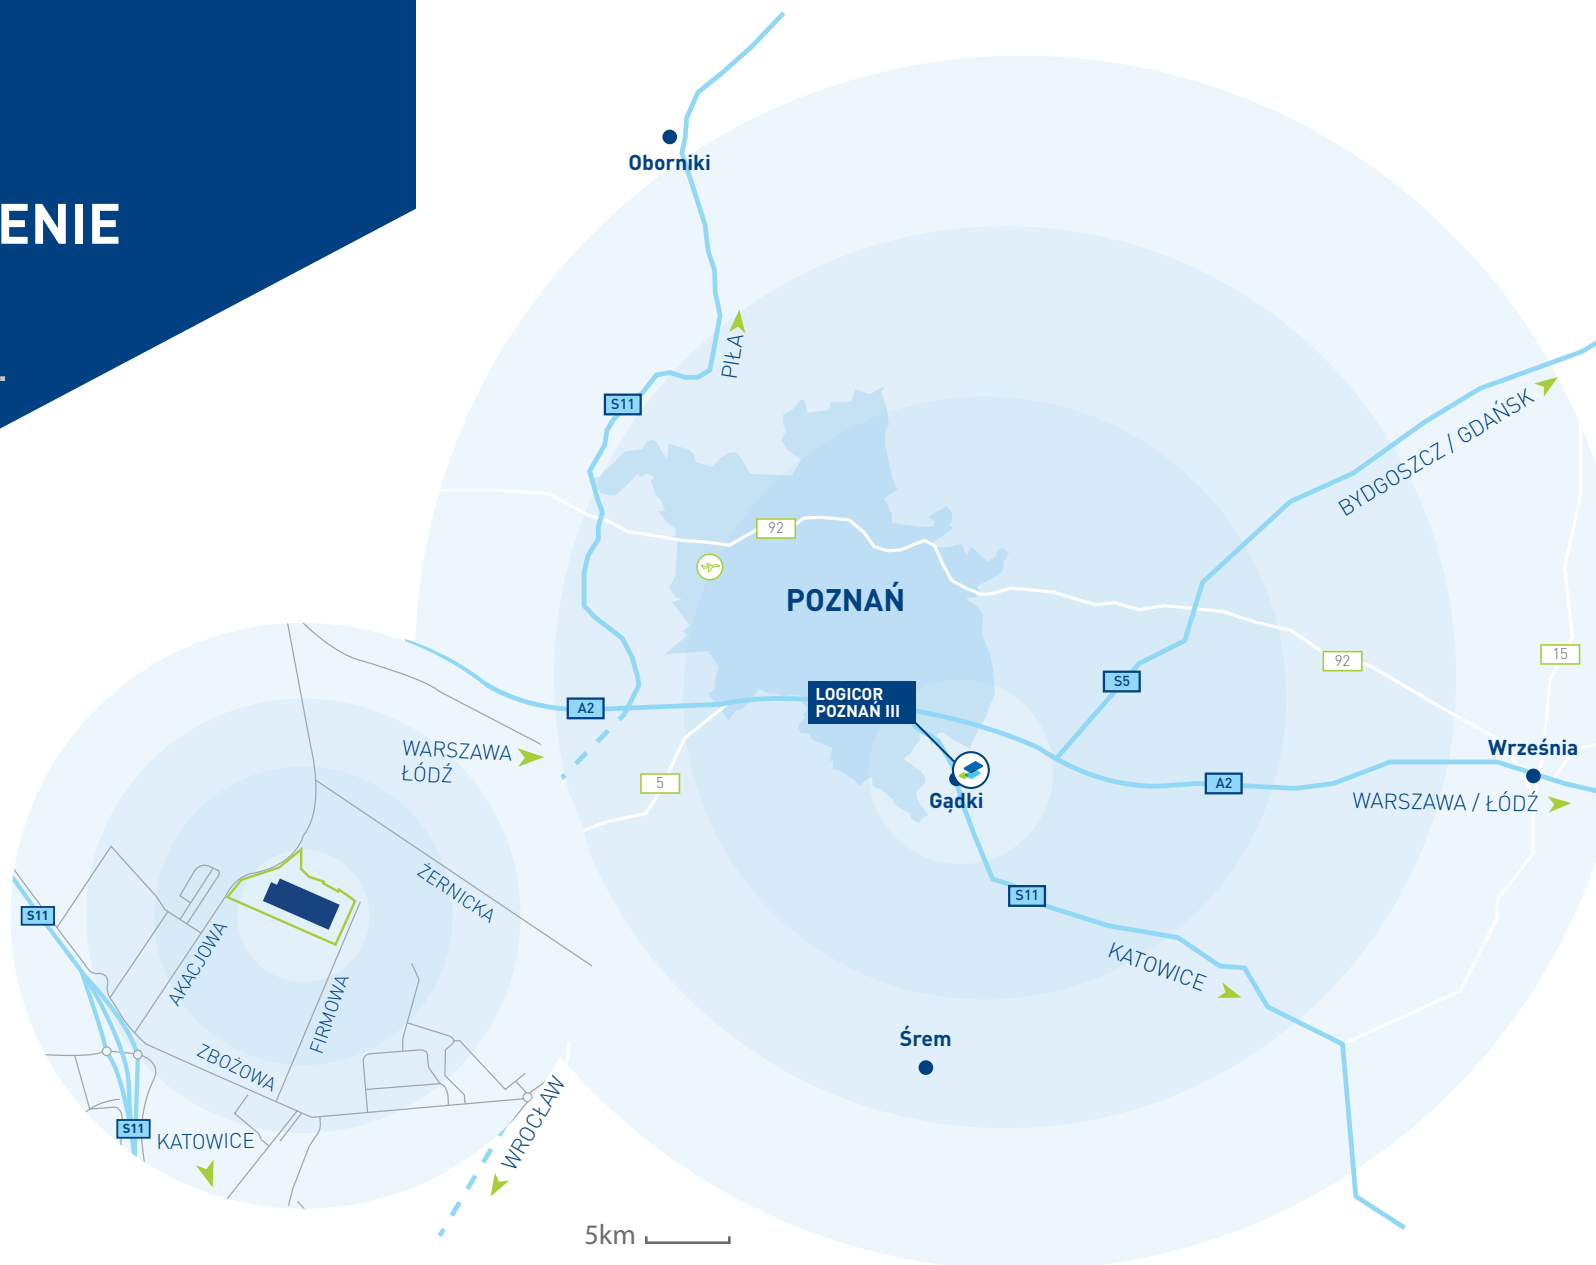 ENIE
.
Oborniki
PIŁA
S11
BYDGOSZCZ / GDAŃSK
92
POZNAŃ
92
15
S5
LOGICOR
POZNAŃ III
A2
WARSZAWA
ŁÓDŹ
5
Września
Gądki
A2
WARSZAWA / ŁÓDŹ
ŻERNICKA
S11
S11
AKACJOWA
KATOWICE
FIRMOWA
Śrem
ZBOŻOWA
S11
KATOWICE
WROCŁAW
5km